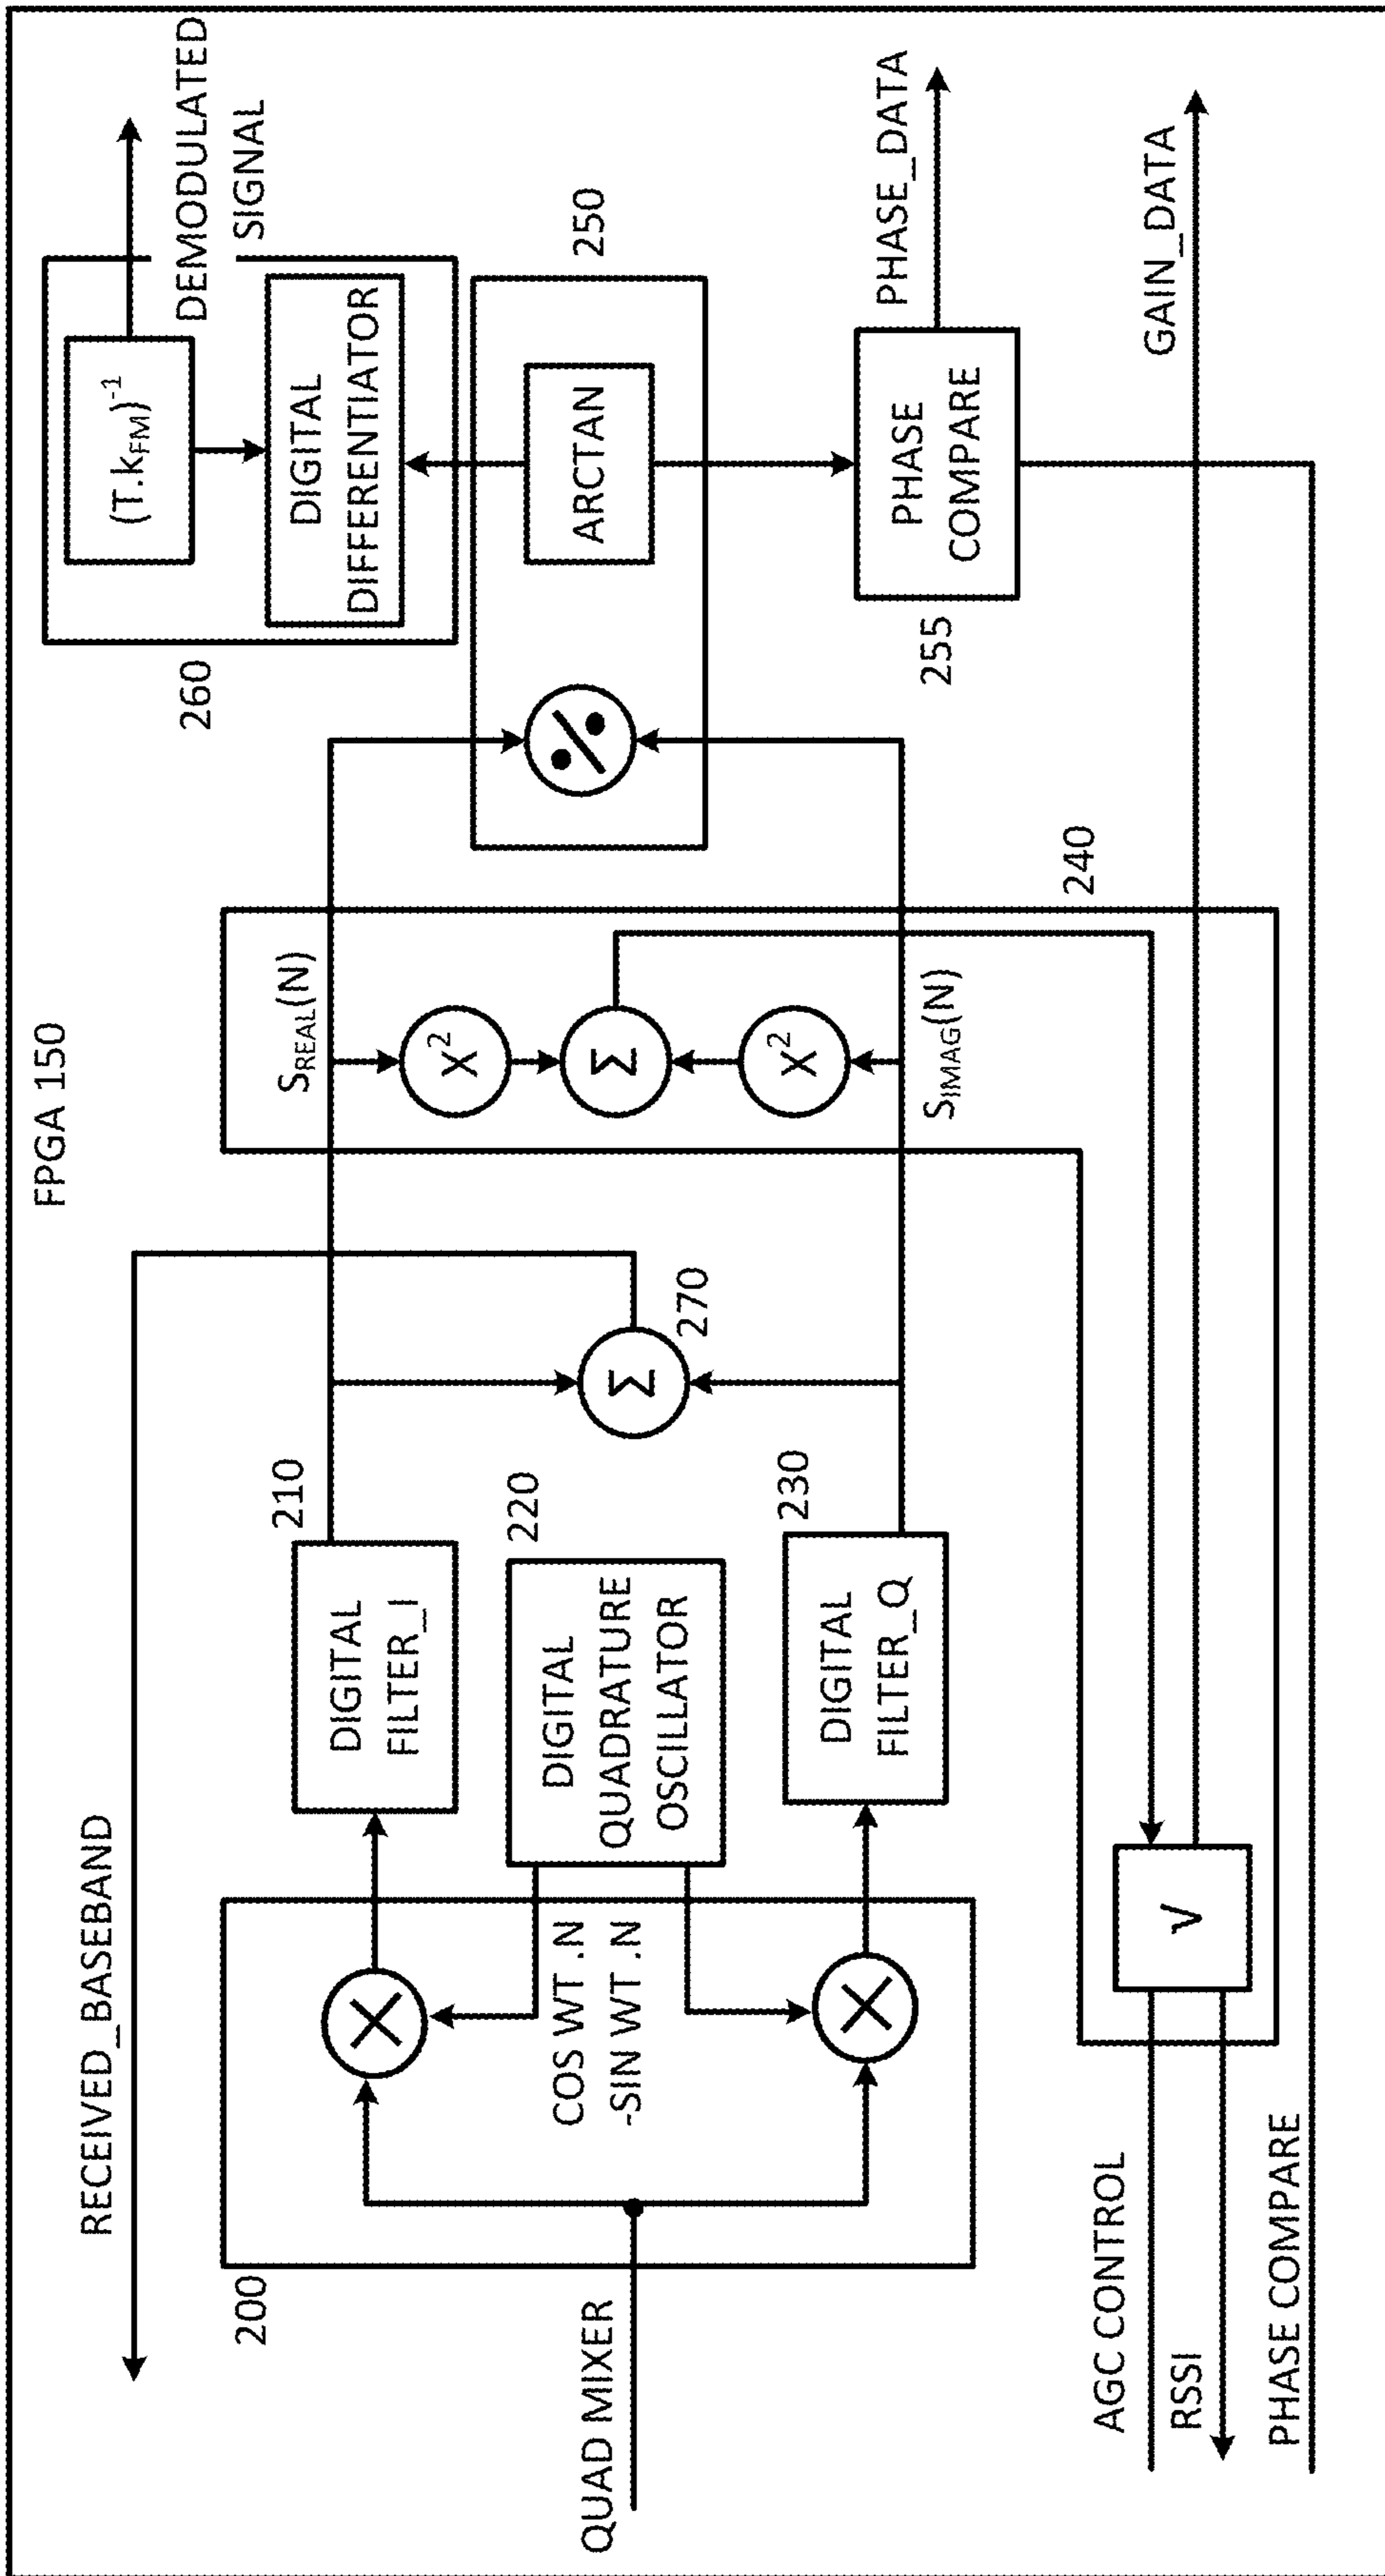 FPGA 150
RECEIVED_BASEBAND
200
QUAD MIXER
COS WT .N
-SIN WT .N
210
DIGITAL
FILTER_I
220
DIGITAL
QUADRATURE
OSCILLATOR
230
DIGITAL
FILTER_Q
Σ
270
S_REAL(N)
X²
Σ
X²
S_IMAG(N)
240
260
(T.k_FM)⁻¹
DIGITAL
DIFFERENTIATOR
DEMODULATED
SIGNAL
250
ARCTAN
255
PHASE
COMPARE
PHASE_DATA
GAIN_DATA
AGC CONTROL
RSSI
√
PHASE COMPARE